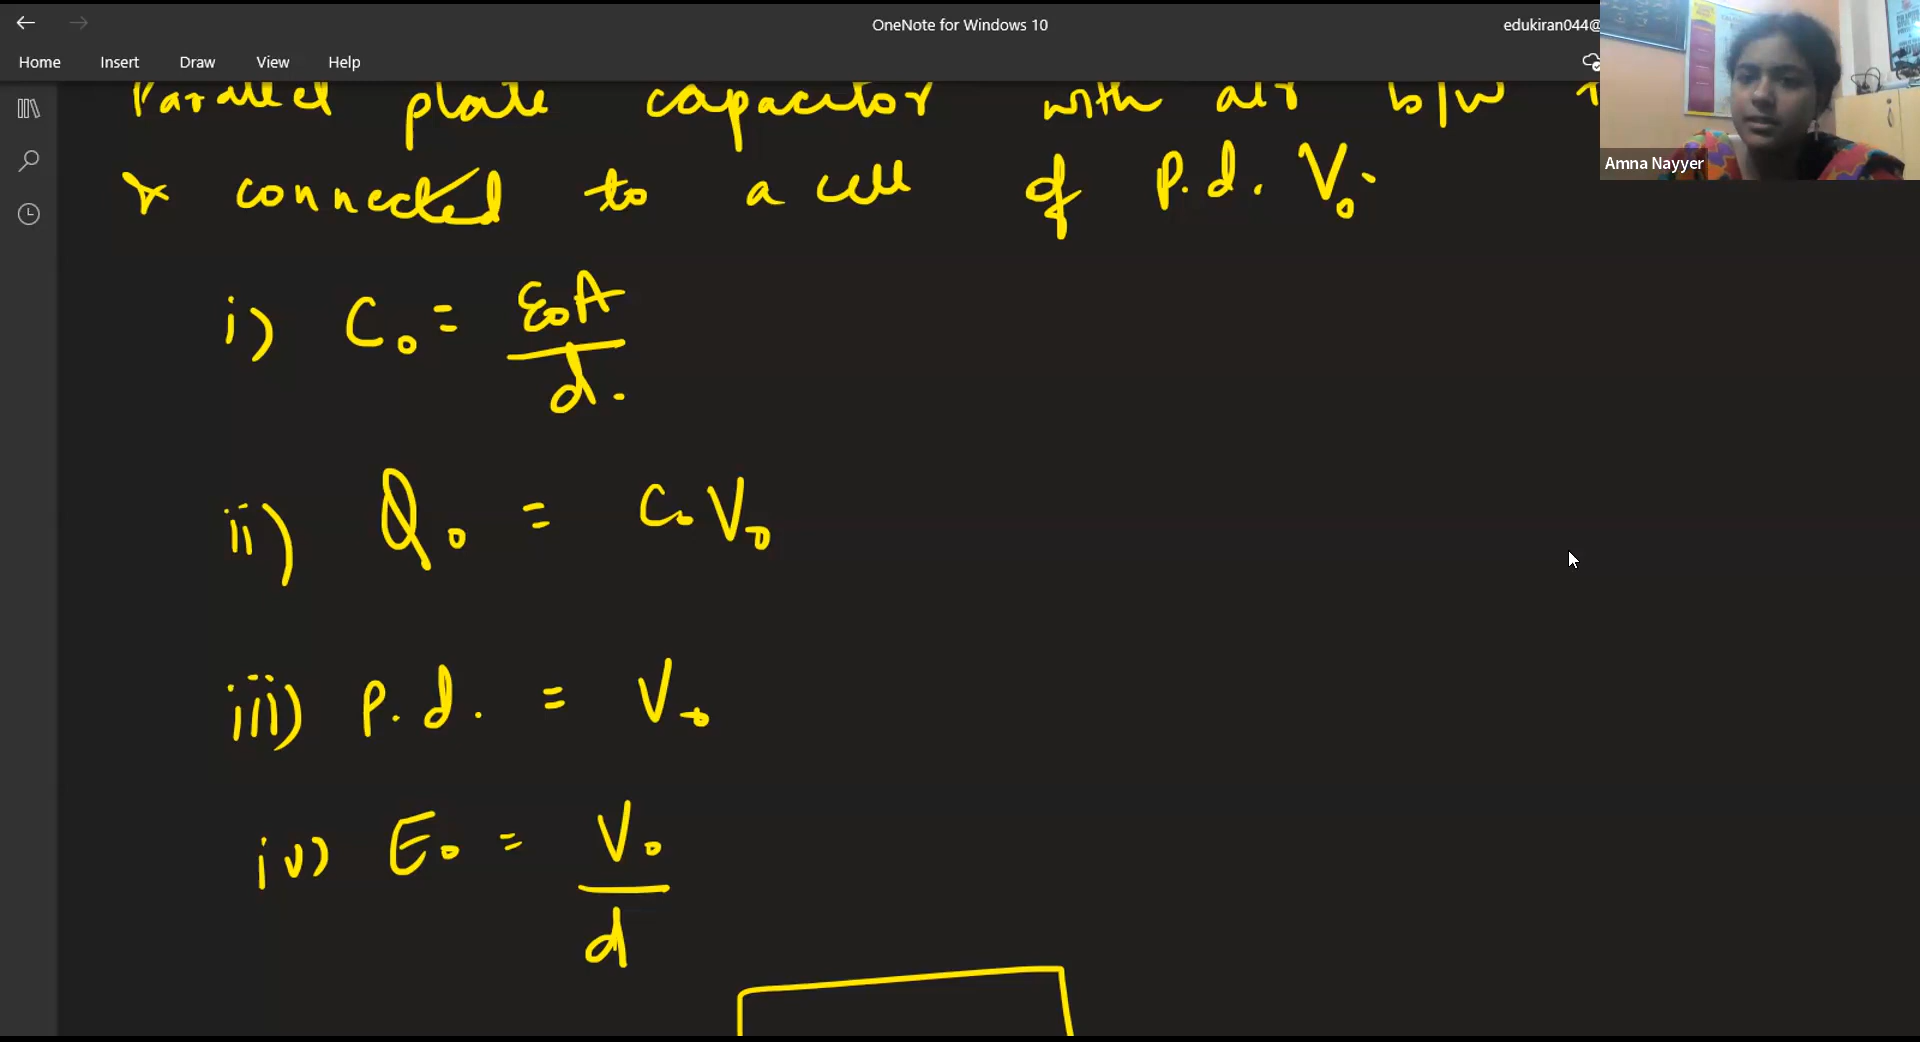 OneNote for Windows 10
edukiran044@
Home Insert Draw View Help
Amna Nayyer
Parallel plate capacitor with air b/w
& connected to a cell of p.d. V₀.
i) C₀ = ε₀A/d.
ii) Q₀ = C₀V₀
iii) p.d. = V₀
iv) E₀ = V₀/d